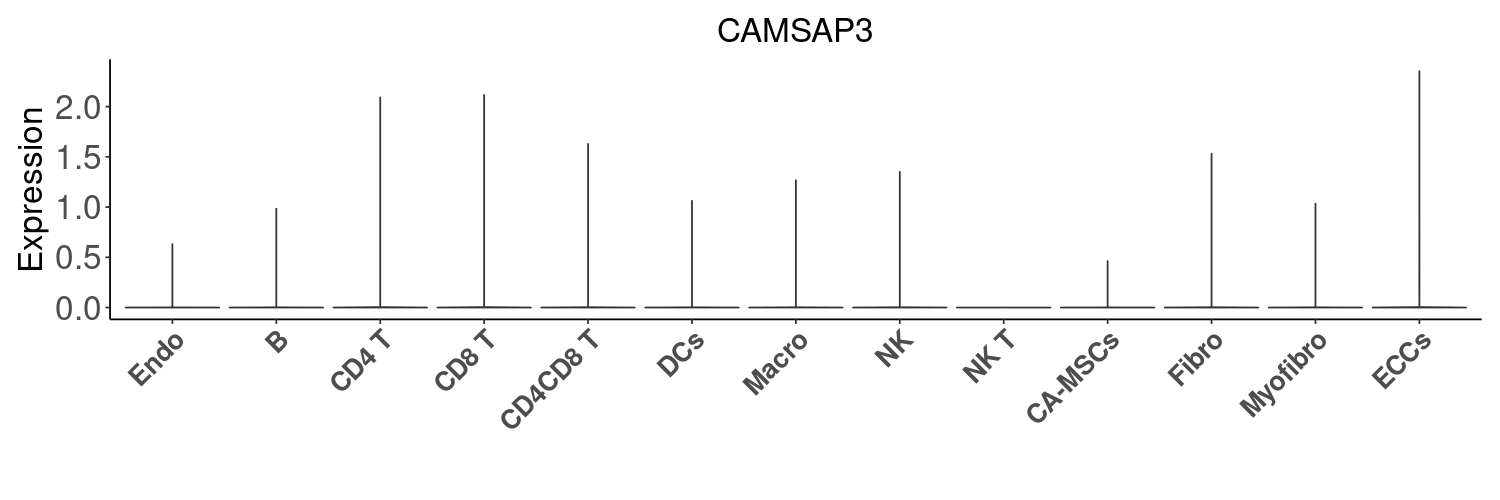 CAMSAP3
Expression
2.0
1.5
1.0
0.5
0.0
Endo
B
CD4 T
CD8 T
CD4CD8 T
DCs
Macro
NK
NK T
CA-MSCs
Fibro
Myofibro
ECCs